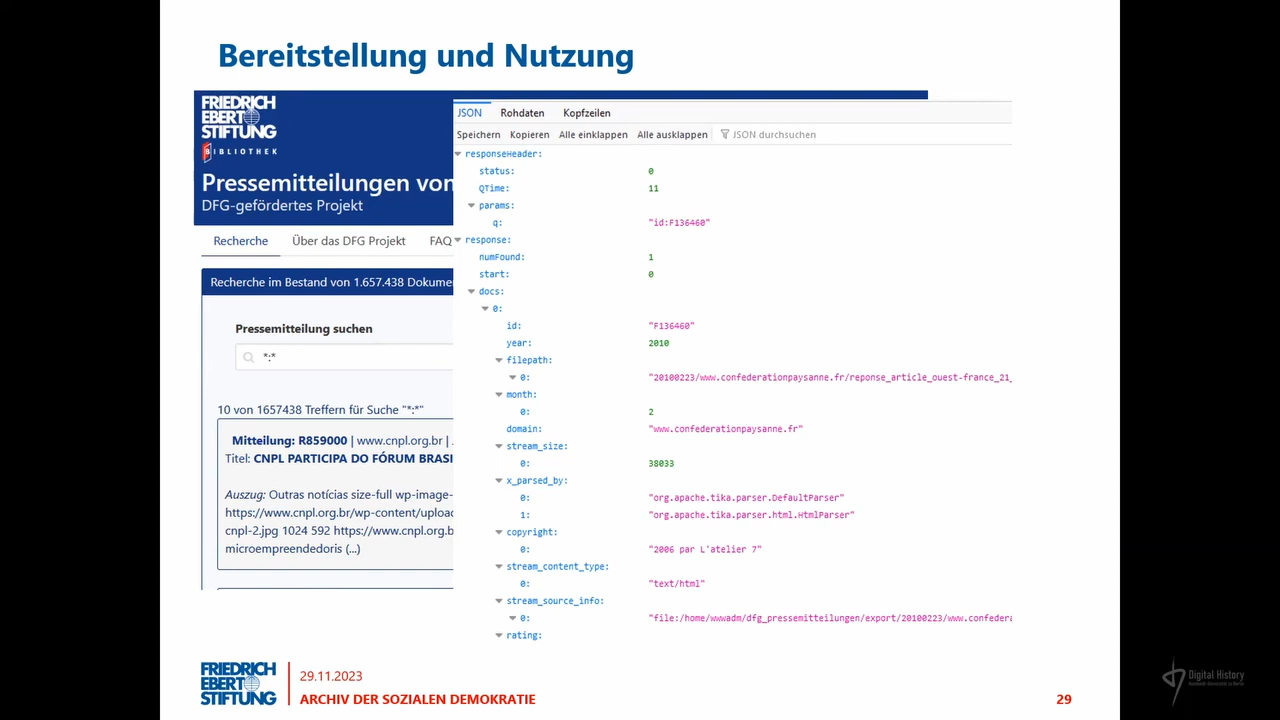 Bereitstellung und Nutzung
FRIEDRICH
EBERT
STIFTUNG
BIBLIOTHEK
Pressemitteilungen von
DFG-gefördertes Projekt
Recherche Über das DFG Projekt FAQ
Recherche im Bestand von 1.657.438 Dokume
Pressemitteilung suchen
*:*
10 von 1657438 Treffern für Suche "*:*"
Mitteilung: R859000 | www.cnpl.org.br |
Titel: CNPL PARTICIPA DO FÓRUM BRASI
Auszug: Outras notícias size-full wp-image-
https://www.cnpl.org.br/wp-content/upload
cnpl-2.jpg 1024 592 https://www.cnpl.org.b
microempreendedoris (...)
JSON Rohdaten Kopfzeilen
Speichern Kopieren Alle einklappen Alle ausklappen JSON durchsuchen
responseHeader:
status: 0
QTime: 11
params:
q: "id:F136460"
response:
numFound: 1
start: 0
docs:
0:
id: "F136460"
year: 2010
filepath:
0: "20100223/www.confederationpaysanne.fr/reponse_article_ouest-france_21_
month:
0: 2
domain: "www.confederationpaysanne.fr"
stream_size:
0: 38033
x_parsed_by:
0: "org.apache.tika.parser.DefaultParser"
1: "org.apache.tika.parser.html.HtmlParser"
copyright:
0: "2006 par L'atelier 7"
stream_content_type:
0: "text/html"
stream_source_info:
0: "file:/home/wwwadm/dfg_pressemitteilungen/export/20100223/www.confedera
rating:
FRIEDRICH
EBERT
STIFTUNG
29.11.2023
ARCHIV DER SOZIALEN DEMOKRATIE
29
Digital History
Humboldt-Universität zu Berlin